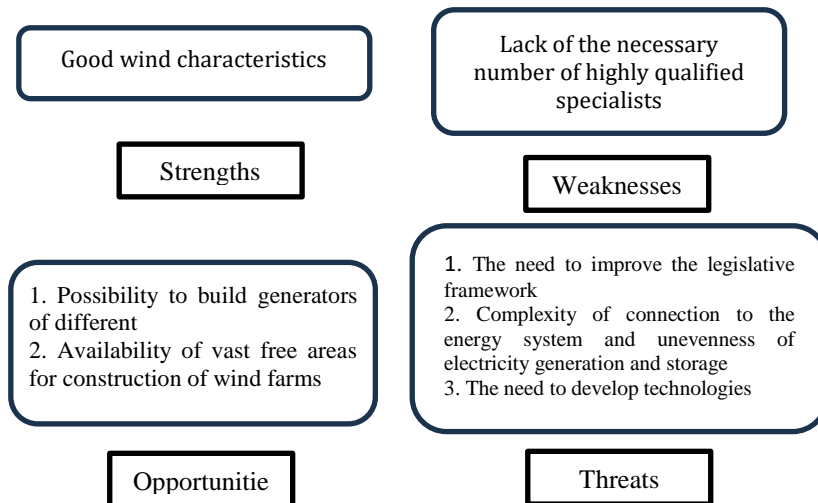 Good wind characteristics
Lack of the necessary
number of highly qualified
specialists
Strengths
Weaknesses
1. Possibility to build generators
of different
2. Availability of vast free areas
for construction of wind farms
1. The need to improve the legislative
framework
2. Complexity of connection to the
energy system and unevenness of
electricity generation and storage
3. The need to develop technologies
Opportunitie
Threats